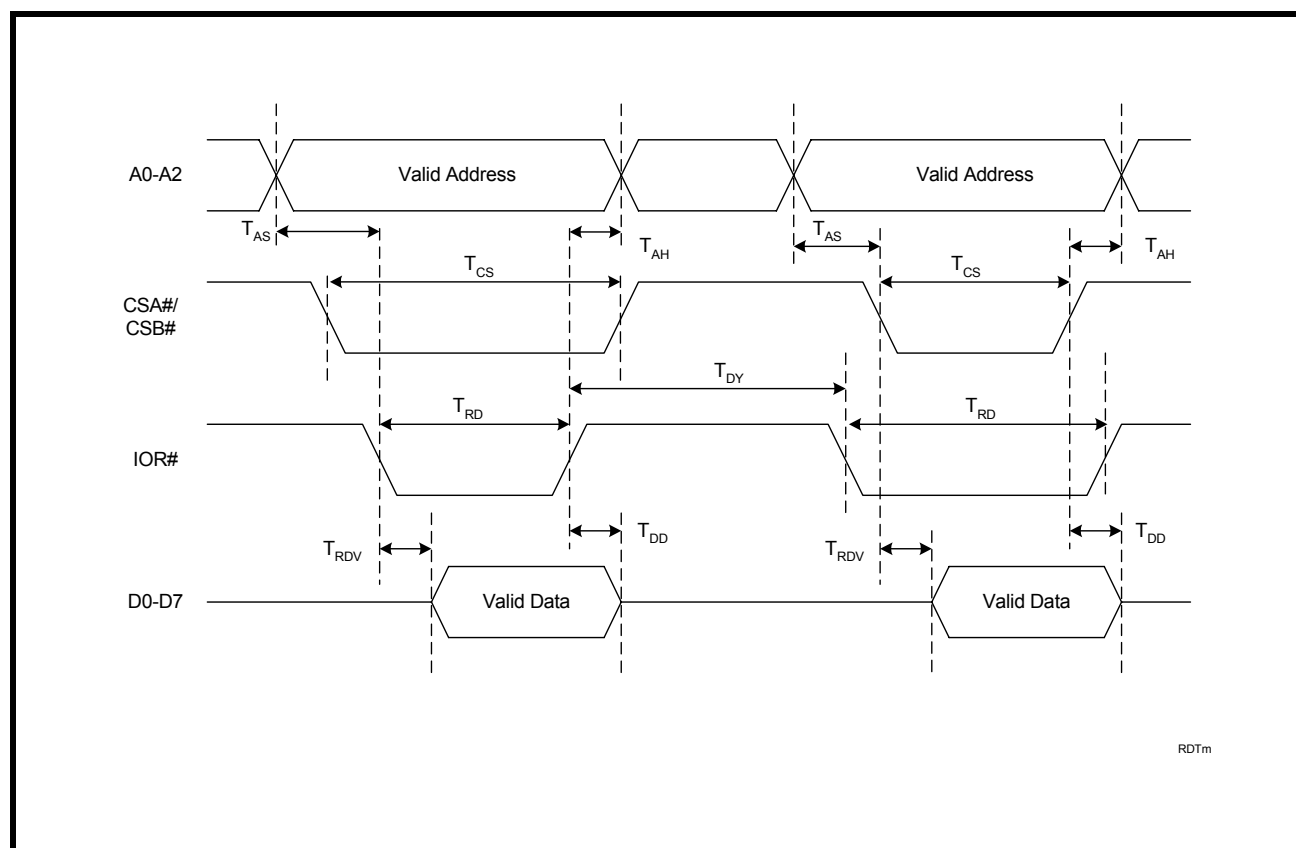 A0-A2
Valid Address
Valid Address
TAS
TAH
TAS
TAH
TCS
TCS
CSA#/
CSB#
TDY
TRD
TRD
IOR#
TRDV
TDD
TRDV
TDD
D0-D7
Valid Data
Valid Data
RDTm